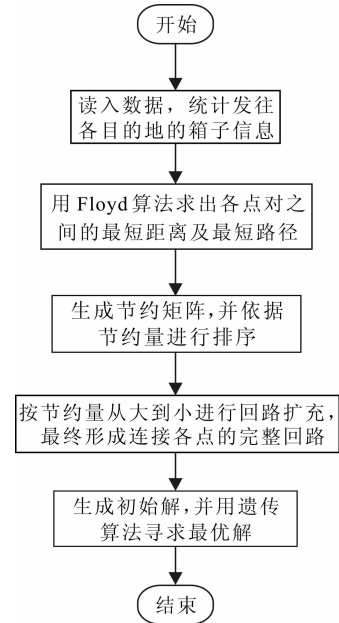 开始
读入数据，统计发往
各目的地的箱子信息
用 Floyd 算法求出各点对之
间的最短距离及最短路径
生成节约矩阵,并依据
节约量进行排序
按节约量从大到小进行回路扩充,
最终形成连接各点的完整回路
生成初始解,并用遗传
算法寻求最优解
结束